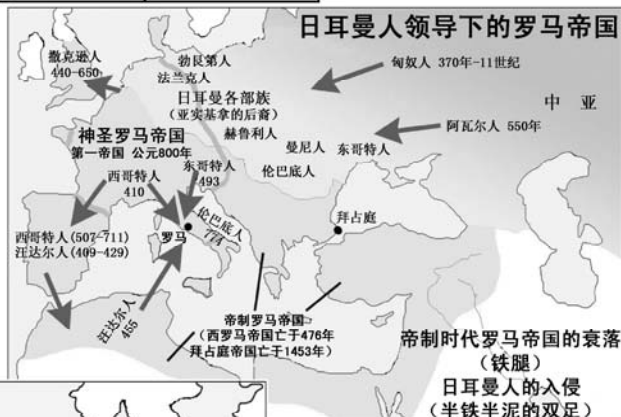 日耳曼人领导下的罗马帝国
撒克逊人
440-650
勃艮第人
法兰克人
匈奴人 370年-11世纪
日耳曼各部族
(亚实基拿的后裔)
中 亚
阿瓦尔人 550年
神圣罗马帝国
第一帝国 公元800年
赫鲁利人
曼尼人
东哥特人
伦巴底人
东哥特人
493
西哥特人
410
伦巴底人
774
拜占庭
罗马
西哥特人(507-711)
汪达尔人(409-429)
汪达尔人
455
帝制罗马帝国
(西罗马帝国亡于476年
拜占庭帝国亡于1453年)
帝制时代罗马帝国的衰落
(铁腿)
日耳曼人的入侵
(半铁半泥的双足)